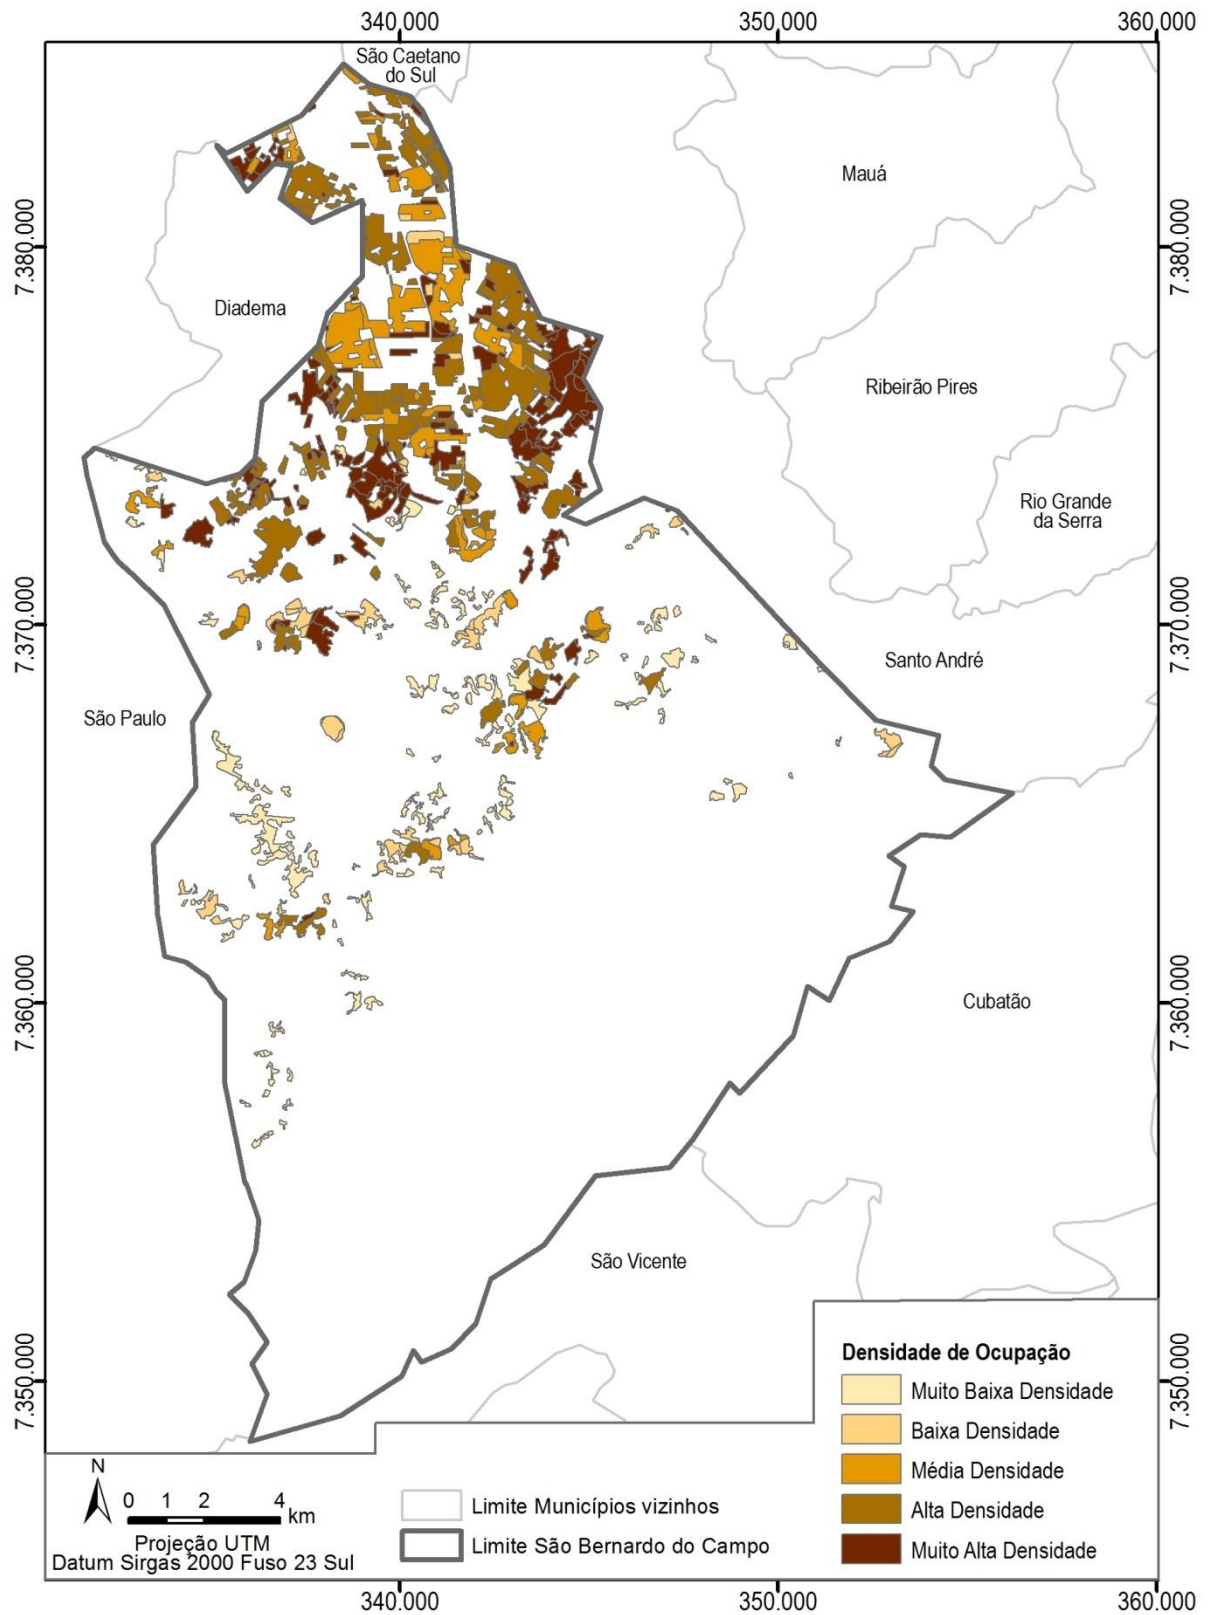 340.000
350.000
360.000
São Caetano
do Sul
Mauá
7.380.000
7.380.000
Diadema
Ribeirão Pires
Rio Grande
da Serra
7.370.000
7.370.000
Santo André
São Paulo
7.360.000
7.360.000
Cubatão
São Vicente
7.350.000
7.350.000
Densidade de Ocupação
Muito Baixa Densidade
Baixa Densidade
Média Densidade
Alta Densidade
Muito Alta Densidade
N
0 1 2 4
km
Projeção UTM
Datum Sirgas 2000 Fuso 23 Sul
Limite Municípios vizinhos
Limite São Bernardo do Campo
340.000
350.000
360.000